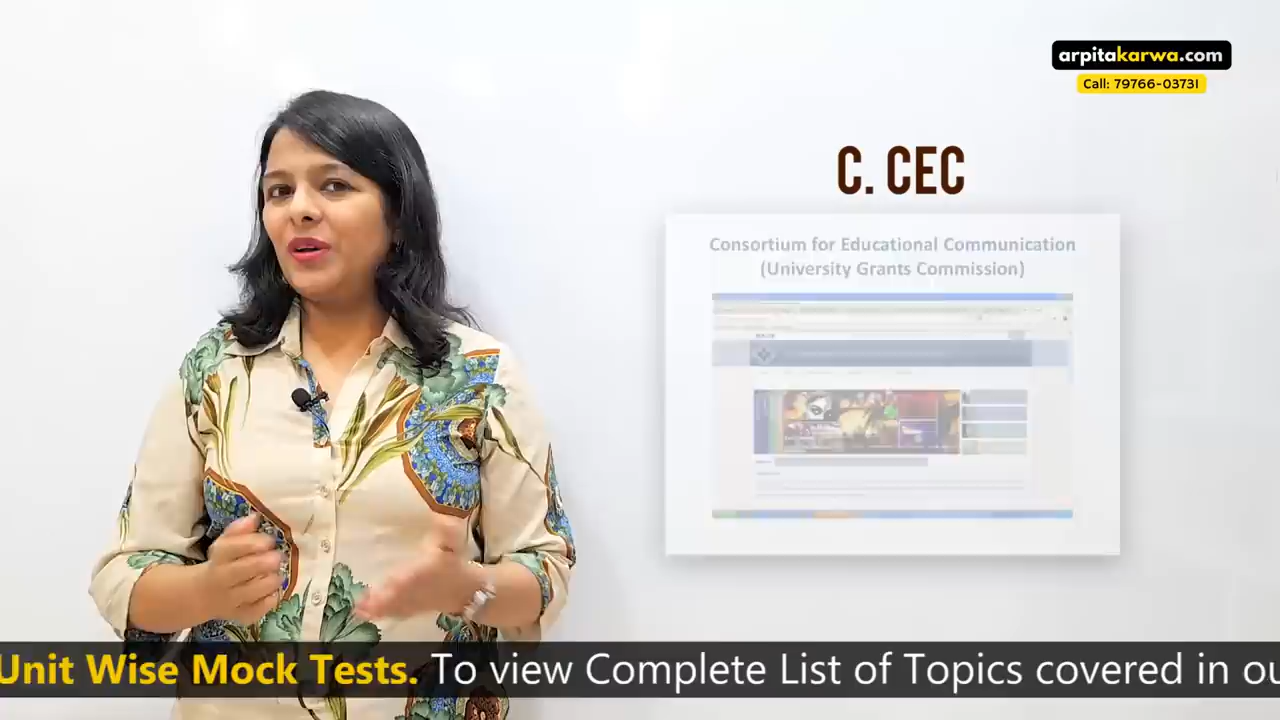 arpitakarwa.com
Call: 79766-03731
C. CEC
Consortium for Educational Communication
(University Grants Commission)
Unit Wise Mock Tests. To view Complete List of Topics covered in ou